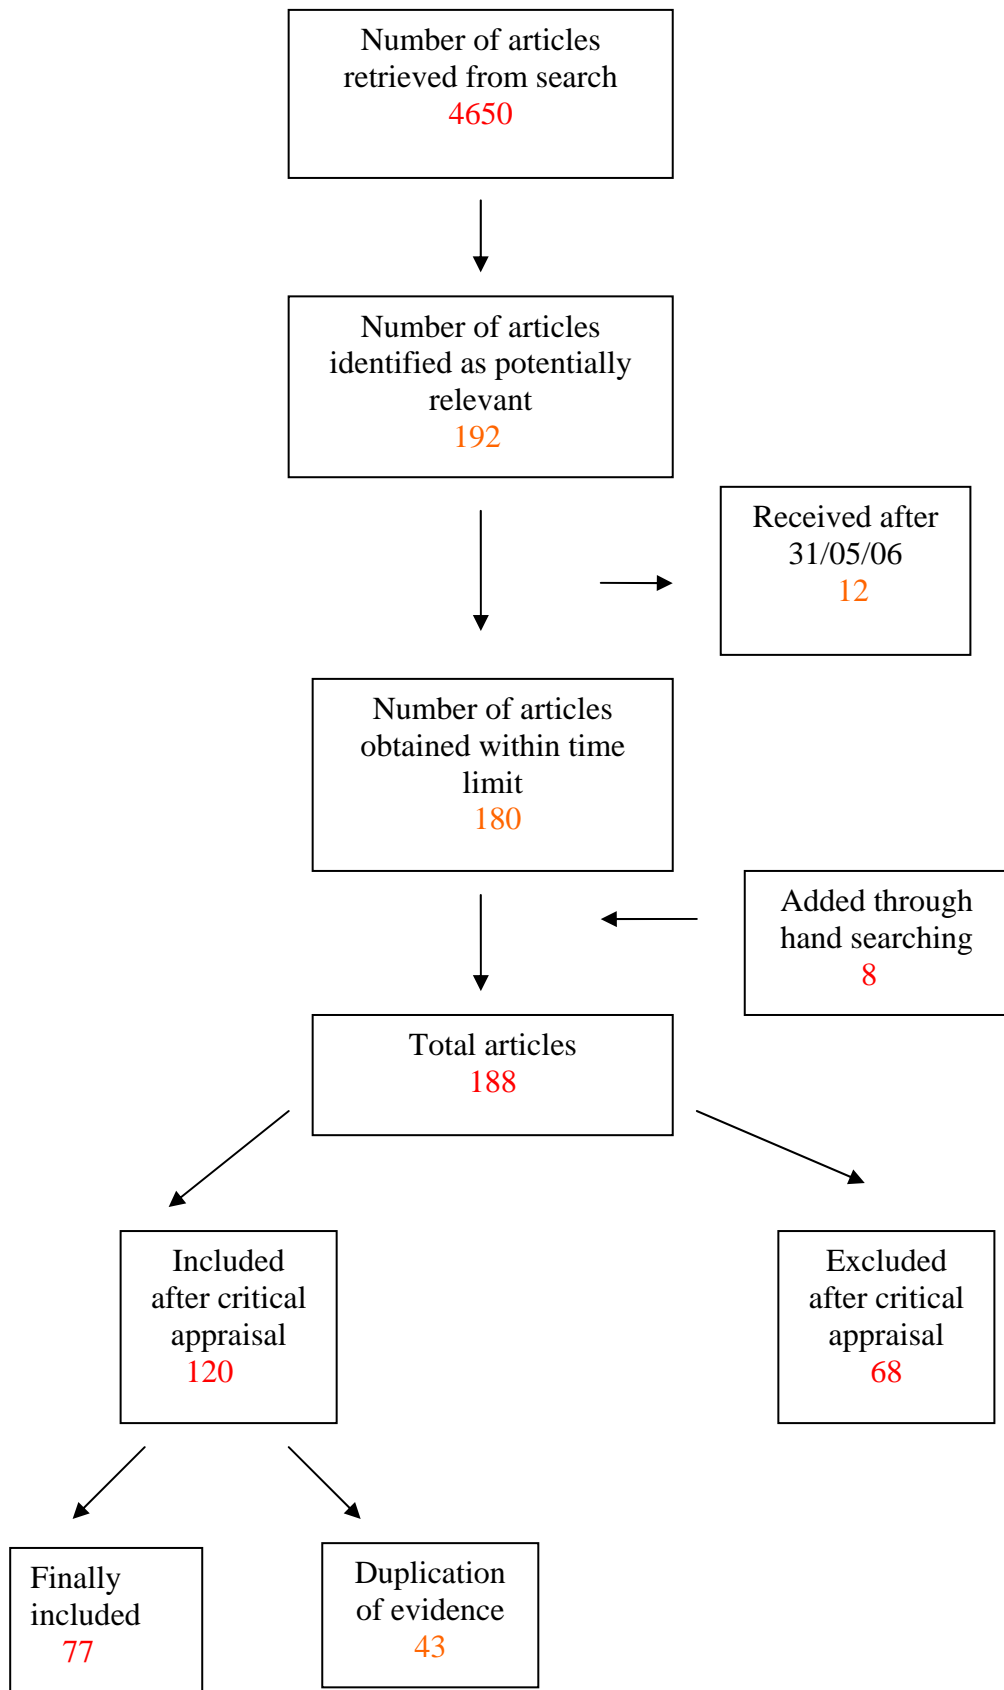 Number of articles
retrieved from search
4650
Number of articles
identified as potentially
relevant
192
Received after
31/05/06
12
Number of articles
obtained within time
limit
180
Added through
hand searching
8
Total articles
188
Included
after critical
appraisal
120
Excluded
after critical
appraisal
68
Finally
included
77
Duplication
of evidence
43